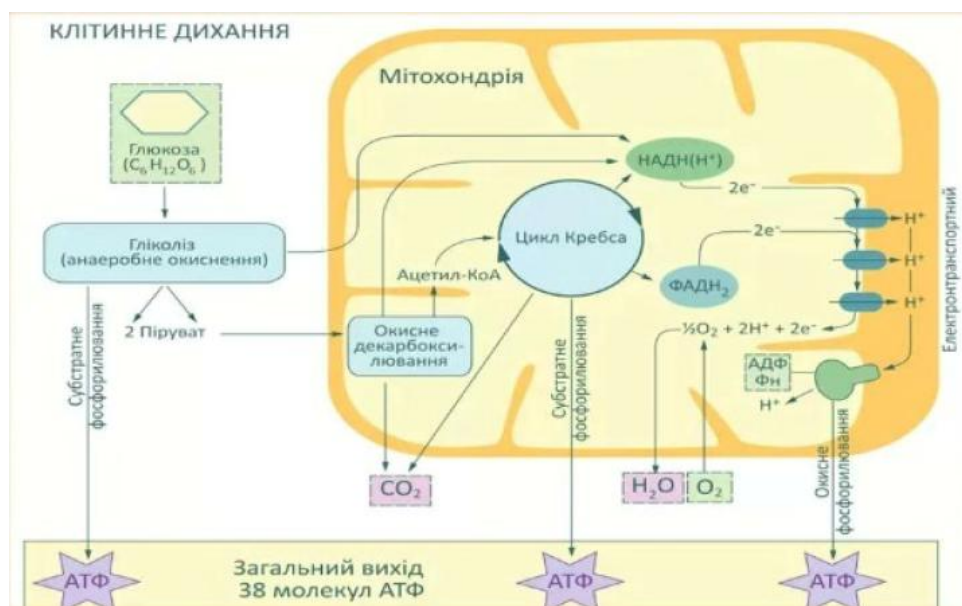 КЛІТИННЕ ДИХАННЯ
Мітохондрія
Глюкоза
(C₆H₁₂O₆)
НАДН(H⁺)
2e⁻
H⁺
Гліколіз
(анаеробне окиснення)
Цикл Кребса
2e⁻
H⁺
Ацетил-КоА
ФАДН₂
H⁺
2 Піруват
Окисне
декарбокси-
лювання
½O₂ + 2H⁺ + 2e⁻
Електронтранспортний
АДФ
Фн
H⁺
Субстратне
фосфорилювання
Субстратне
фосфорилювання
Окисне
фосфорилювання
CO₂
H₂O
O₂
АТФ
Загальний вихід
38 молекул АТФ
АТФ
АТФ